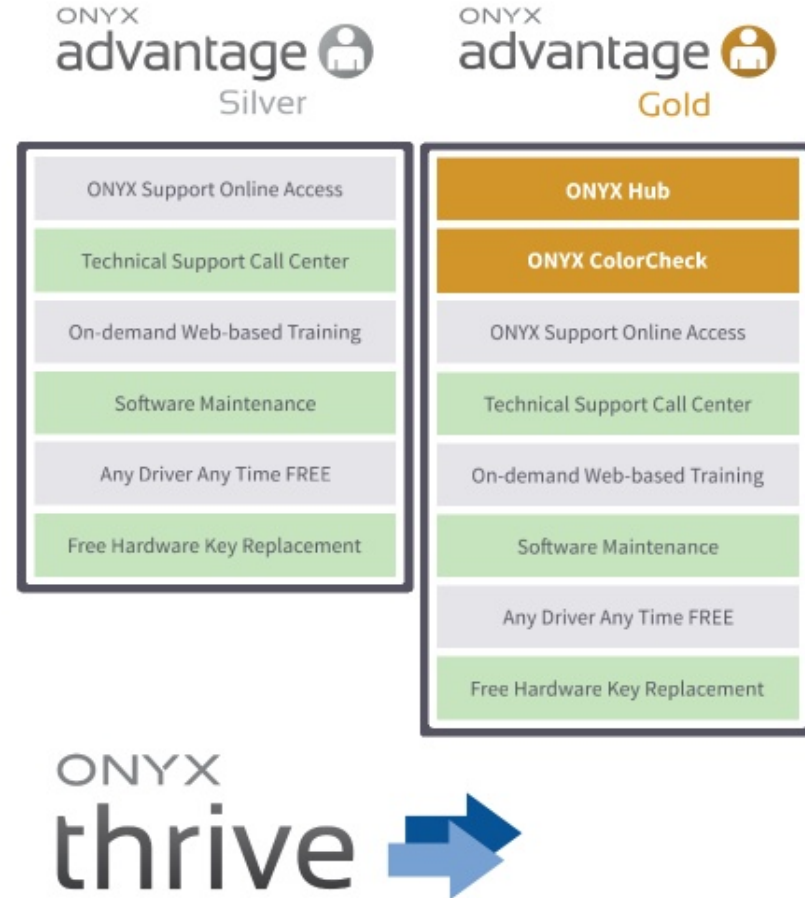 ONYX
advantage
Silver
ONYX Support Online Access
Technical Support Call Center
On-demand Web-based Training
Software Maintenance
Any Driver Any Time FREE
Free Hardware Key Replacement
ONYX
advantage
Gold
ONYX Hub
ONYX ColorCheck
ONYX Support Online Access
Technical Support Call Center
On-demand Web-based Training
Software Maintenance
Any Driver Any Time FREE
Free Hardware Key Replacement
ONYX
thrive